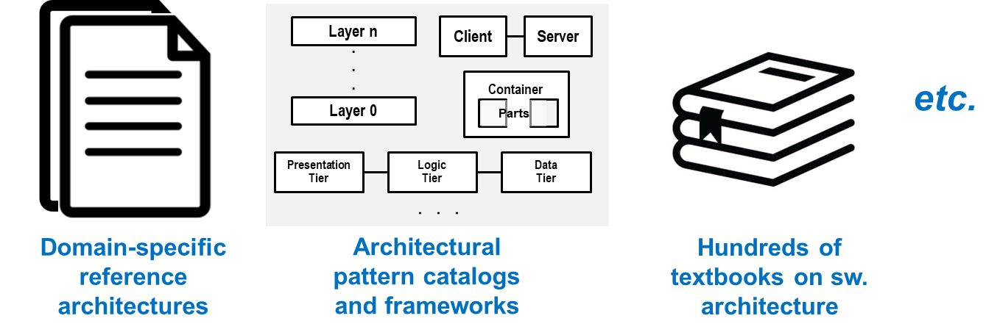 Layer n
.
.
.
Layer 0
Client
Server
Container
Parts
Presentation
Tier
Logic
Tier
Data
Tier
. . .
etc.
Domain-specific
reference
architectures
Architectural
pattern catalogs
and frameworks
Hundreds of
textbooks on sw.
architecture